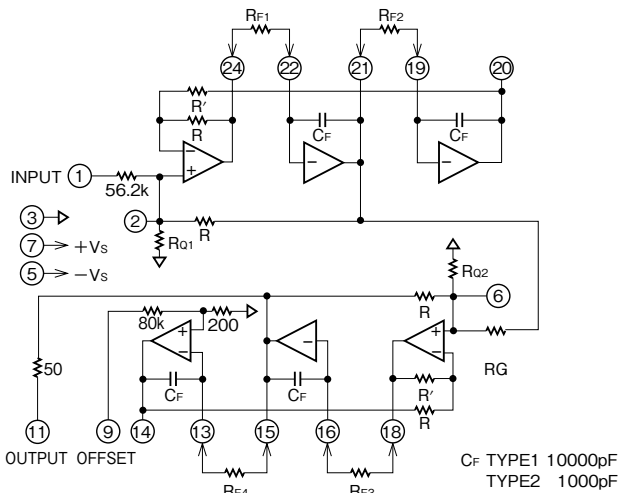 RF1 RF2
24 22 21 19 20
R'
R
CF CF
INPUT 1
56.2k
2 R
RQ1
3
7 +VS
5 −VS
RQ2
6
R
80k 200
50
RG
CF CF
R'
R
11 9 14 13 15 16 18
OUTPUT OFFSET
RF4 RF3
CF TYPE1 10000pF
TYPE2 1000pF